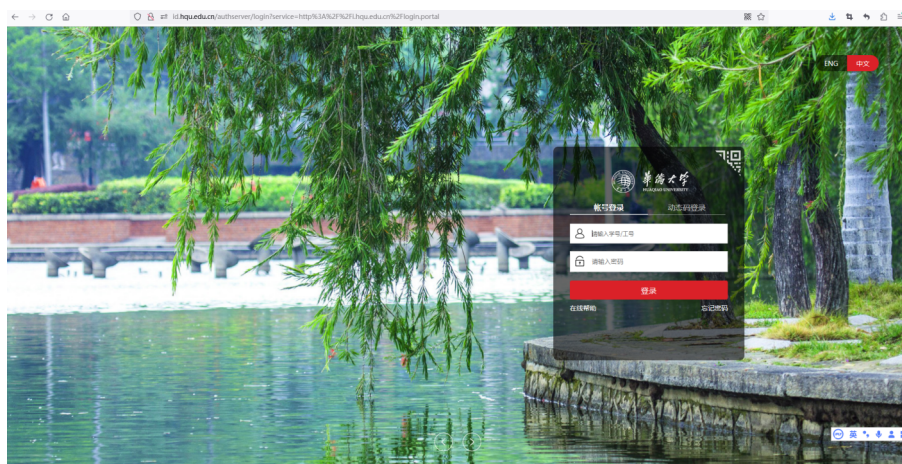 id.hqu.edu.cn/authserver/login?service=http%3A%2F%2Fi.hqu.edu.cn%2Flogin.portal
ENG 中文
華僑大學
HUAQIAO UNIVERSITY
帐号登录 动态码登录
请输入学号/工号
请输入密码
登录
在线帮助 忘记密码
英